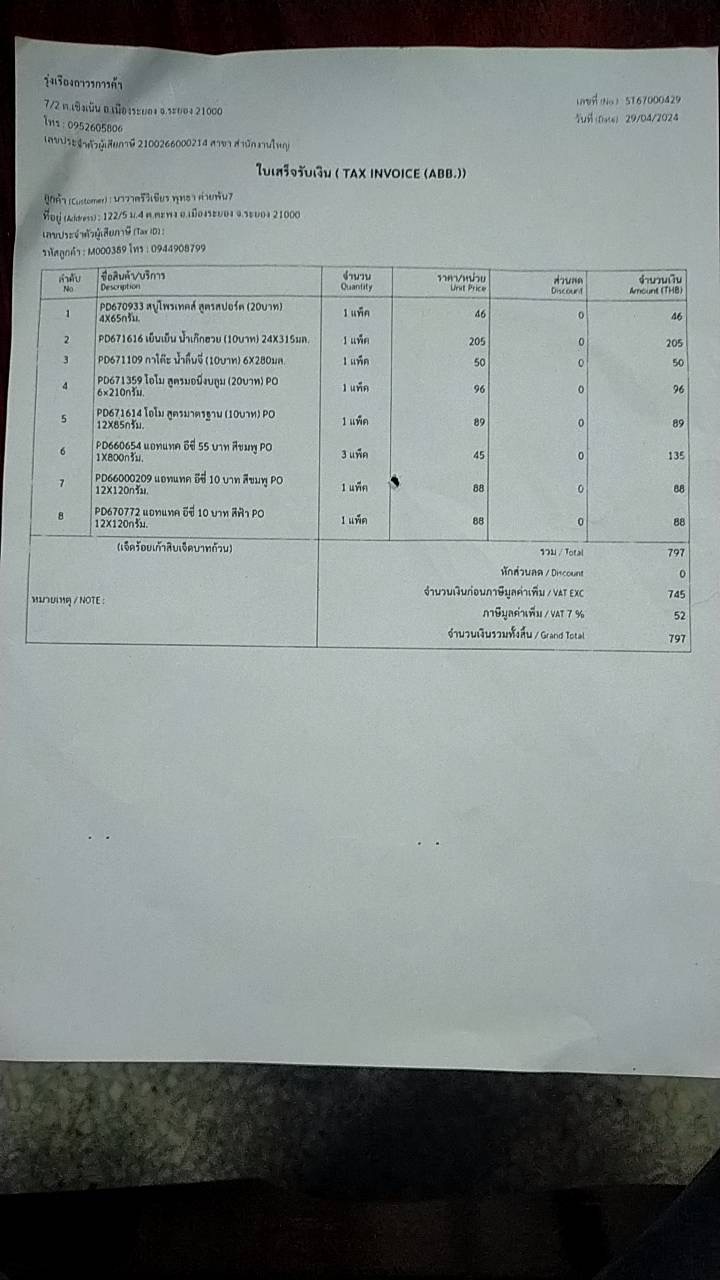 รุ่งเรืองถาวรการค้า
7/2 ต.เชิงเนิน อ.เมืองระยอง จ.ระยอง 21000
โทร : 0952605806
เลขประจำตัวผู้เสียภาษี 2100266000214 สาขา สำนักงานใหญ่
เลขที่ (No.) ST67000429
วันที่ (Date) 29/04/2024
ใบเสร็จรับเงิน ( TAX INVOICE (ABB.))
ลูกค้า (Customer) : นาวาตรีวิเชียร พุทธา ค่ายพัน7
ที่อยู่ (Address) : 122/5 ม.4 ต.ตะพง อ.เมืองระยอง จ.ระยอง 21000
เลขประจำตัวผู้เสียภาษี (Tax ID) :
รหัสลูกค้า : M000389 โทร : 0944908799
ลำดับ ชื่อสินค้า/บริการ จำนวน ราคา/หน่วย ส่วนลด จำนวนเงิน
No Description Quantity Unit Price Discount Amount (THB)
1 PD670933 สบู่โพรเทคส์ สูตรสปอร์ต (20บาท) 1 แพ็ค 46 0 46
4X65กรัม.
2 PD671616 เย็นเย็น น้ำเก๊กฮวย (10บาท) 24X315มล. 1 แพ็ค 205 0 205
3 PD671109 กาโต๊ะ น้ำลิ้นจี่ (10บาท) 6X280มล. 1 แพ็ค 50 0 50
4 PD671359 โอโม สูตรมอนิ่งบลูม (20บาท) PO 1 แพ็ค 96 0 96
6×210กรัม.
5 PD671614 โอโม สูตรมาตรฐาน (10บาท) PO 1 แพ็ค 89 0 89
12X85กรัม.
6 PD660654 แอทแทค อีซี่ 55 บาท สีชมพู PO 3 แพ็ค 45 0 135
1X800กรัม.
7 PD66000209 แอทแทค อีซี่ 10 บาท สีชมพู PO 1 แพ็ค 88 0 88
12X120กรัม.
8 PD670772 แอทแทค อีซี่ 10 บาท สีฟ้า PO 1 แพ็ค 88 0 88
12X120กรัม.
(เจ็ดร้อยเก้าสิบเจ็ดบาทถ้วน) รวม / Total 797
หักส่วนลด / Discount 0
จำนวนเงินก่อนภาษีมูลค่าเพิ่ม / VAT EXC 745
หมายเหตุ / NOTE :
ภาษีมูลค่าเพิ่ม / VAT 7 % 52
จำนวนเงินรวมทั้งสิ้น / Grand Total 797